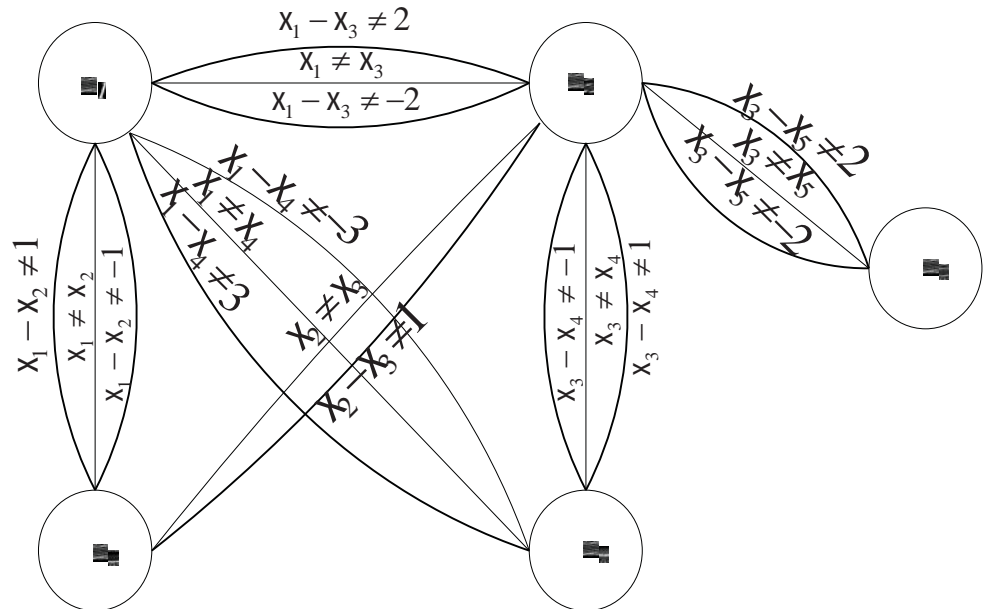 x₁ − x₃ ≠ 2
x₁ ≠ x₃
x₁ − x₃ ≠ −2
x₃ − x₅ ≠ 2
x₃ ≠ x₅
x₃ − x₅ ≠ −2
x₁ − x₄ ≠ −3
x₁ ≠ x₄
x₁ − x₄ ≠ 3
x₁ − x₂ ≠ 1
x₁ ≠ x₂
x₁ − x₂ ≠ −1
x₂ ≠ x₃
x₂ − x₃ ≠ 1
x₃ − x₄ ≠ −1
x₃ ≠ x₄
x₃ − x₄ ≠ 1